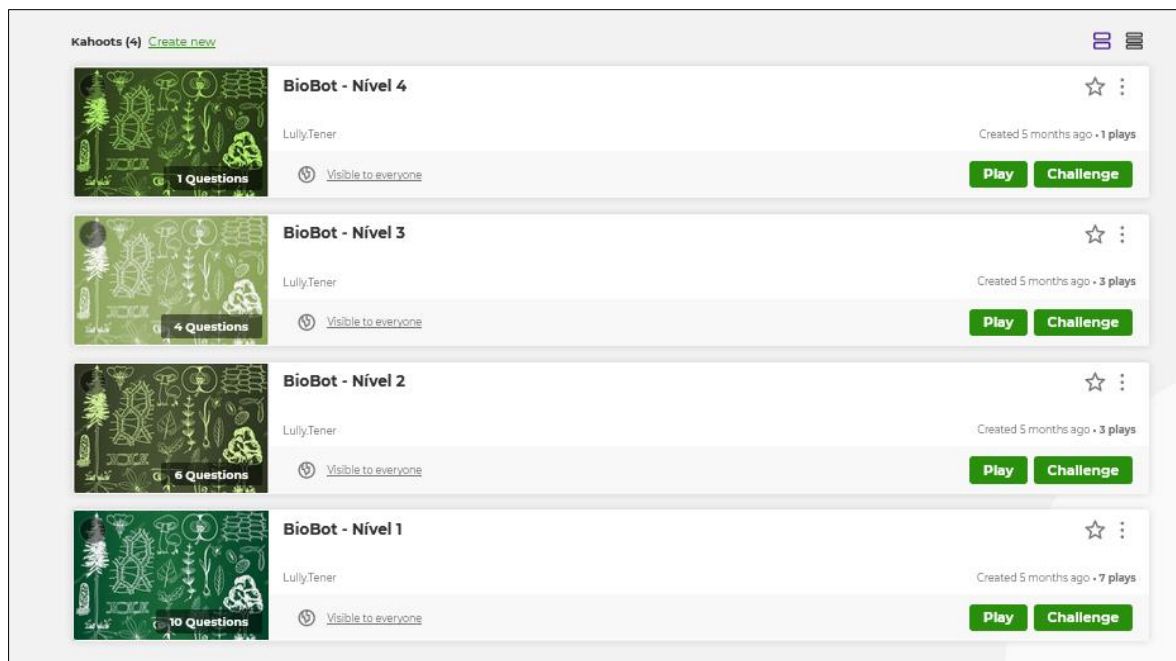 Kahoots (4) Create new
BioBot - Nível 4
Lully.Tener
Created 5 months ago • 1 plays
1 Questions
Visible to everyone
Play Challenge
BioBot - Nível 3
Lully.Tener
Created 5 months ago • 3 plays
4 Questions
Visible to everyone
Play Challenge
BioBot - Nível 2
Lully.Tener
Created 5 months ago • 3 plays
6 Questions
Visible to everyone
Play Challenge
BioBot - Nível 1
Lully.Tener
Created 5 months ago • 7 plays
10 Questions
Visible to everyone
Play Challenge